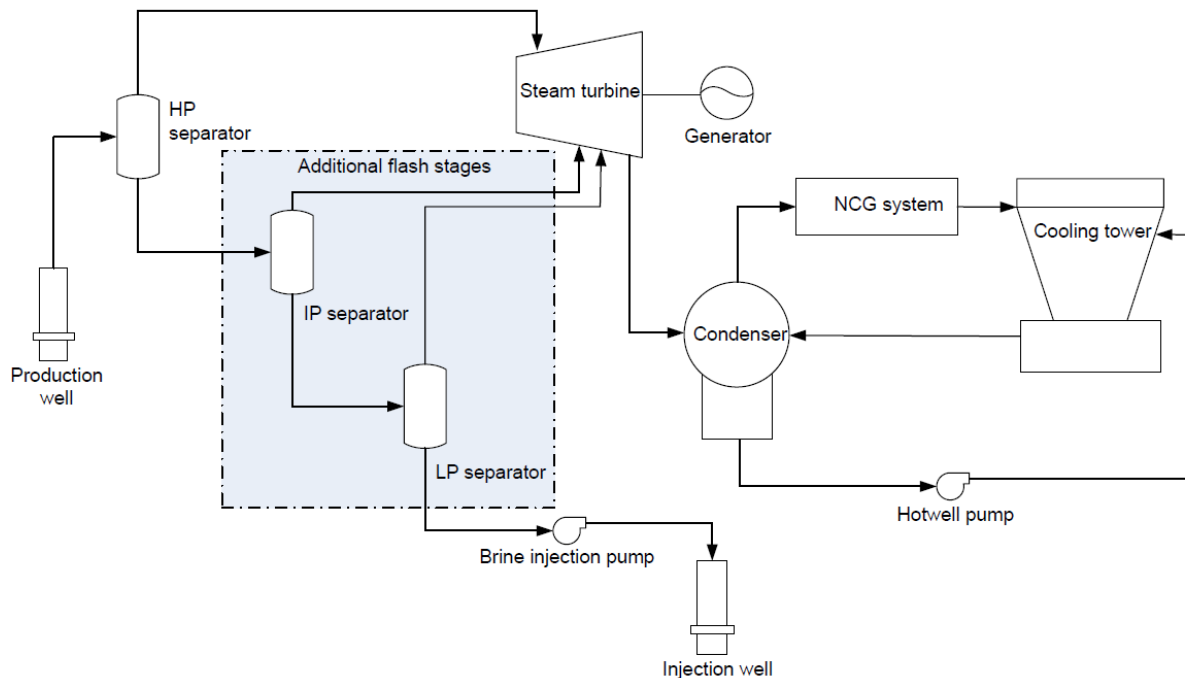 HP
separator
Steam turbine
Generator
Additional flash stages
NCG system
Cooling tower
IP separator
Condenser
Production
well
LP separator
Hotwell pump
Brine injection pump
Injection well